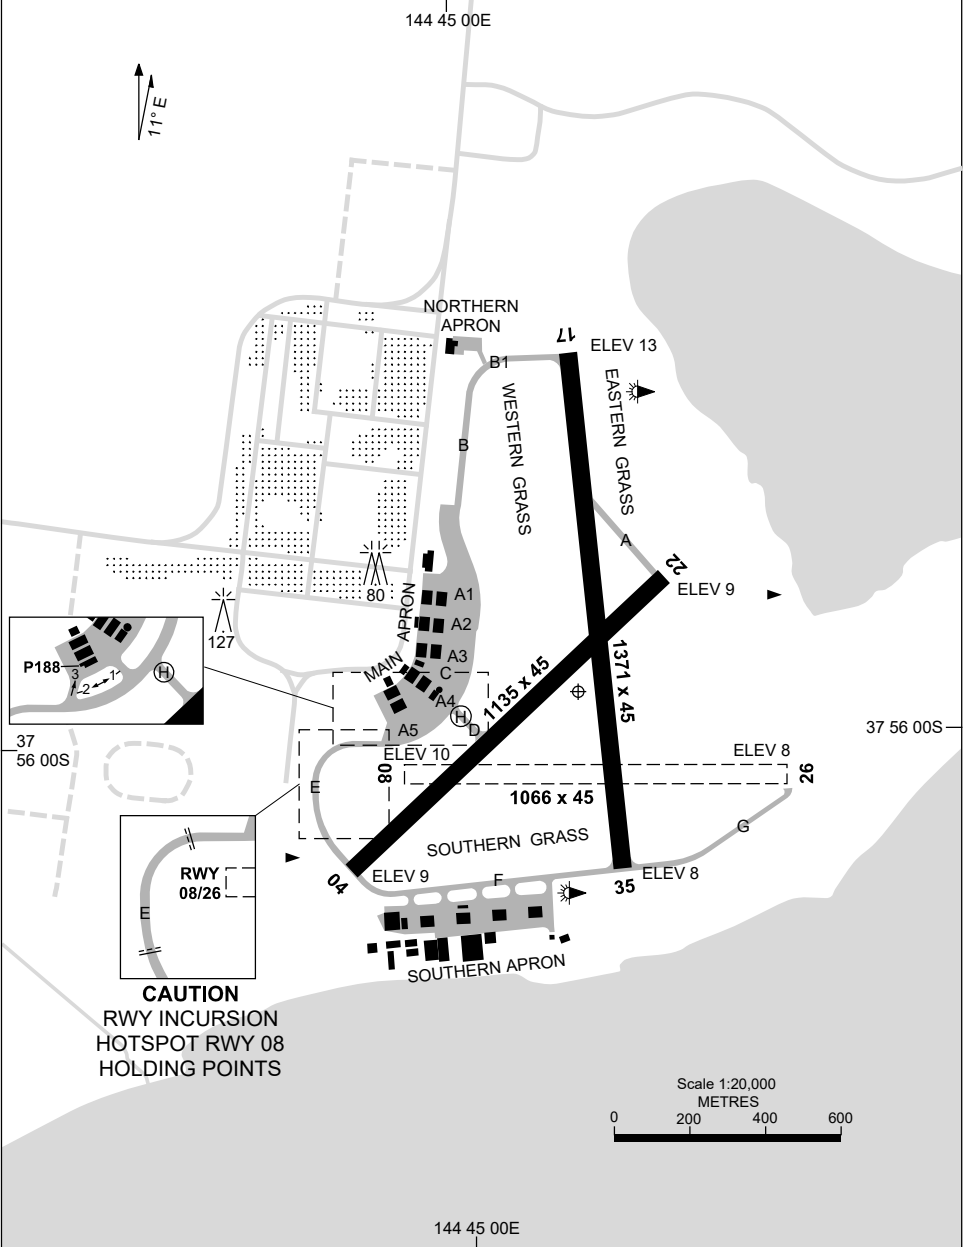 144 45 00E
11° E
NORTHERN
APRON
17
ELEV 13
B1
WESTERN GRASS
EASTERN GRASS
B
A
22
ELEV 9
80
127
MAIN APRON
A1
A2
A3
C
A4
H
D
A5
P188
3
2
1
H
1135 x 45
1371 x 45
37
56 00S
37 56 00S
ELEV 10
08
ELEV 8
26
1066 x 45
E
SOUTHERN GRASS
G
04
ELEV 9
F
35
ELEV 8
RWY
08/26
E
SOUTHERN APRON
CAUTION
RWY INCURSION
HOTSPOT RWY 08
HOLDING POINTS
Scale 1:20,000
METRES
0 200 400 600
144 45 00E